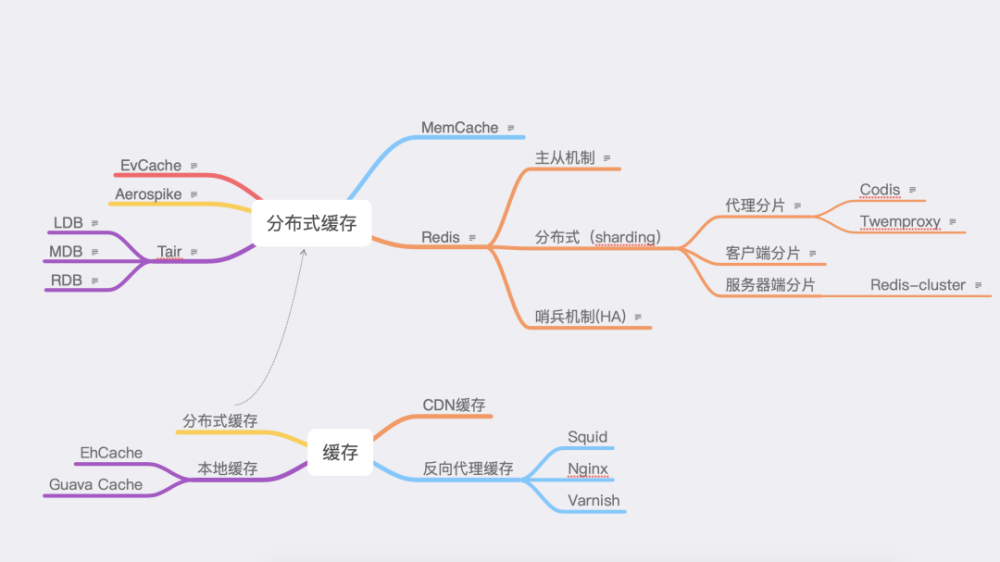 MemCache
EvCache
主从机制
Aerospike
Codis
代理分片
LDB
分布式缓存
Twemproxy
Redis
分布式（sharding）
MDB
Tair
客户端分片
RDB
服务器端分片
Redis-cluster
哨兵机制(HA)
CDN缓存
分布式缓存
Squid
EhCache
缓存
本地缓存
反向代理缓存
Nginx
Guava Cache
Varnish